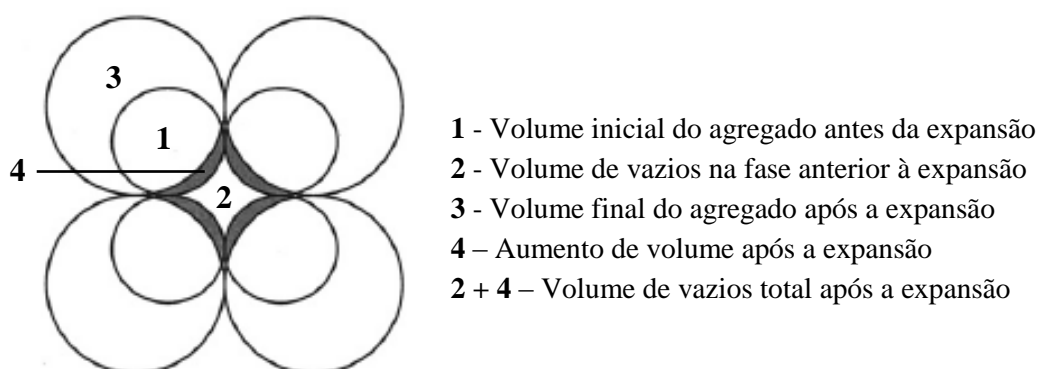 3
1
4
2
1 - Volume inicial do agregado antes da expansão
2 - Volume de vazios na fase anterior à expansão
3 - Volume final do agregado após a expansão
4 – Aumento de volume após a expansão
2 + 4 – Volume de vazios total após a expansão